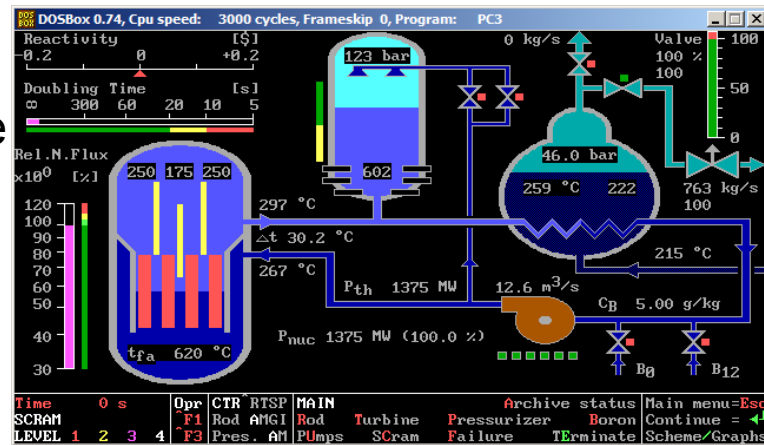 DOSBox 0.74, Cpu speed:    3000 cycles, Frameskip  0, Program:     PC3
Reactivity [$]
-0.2 0 +0.2
Doubling Time [s]
∞ 300 60 20 10 5
e
Rel.N.Flux
x10⁰ [%]
120
100
90
80
70
60
50
40
30
250 175 250
tfa 620 °C
123 bar
602
297 °C
Δt 30.2 °C
267 °C
Pth 1375 MW
Pnuc 1375 MW (100.0 %)
0 kg/s
Valve
100 %
100
100
50
0
46.0 bar
259 °C 222
763 kg/s
100
215 °C
12.6 m³/s
CB 5.00 g/kg
B0 B12
Time 0 s
SCRAM
LEVEL 1 2 3 4
Opr
^F1
^F3
CTR^RTSP
Rod AMGI
Pres. AM
MAIN Archive status
Rod Turbine Pressurizer Boron
PUmps SCram Failure TErminate
Main menu=Esc
Continue = ◄┘
Scheme/Graphs